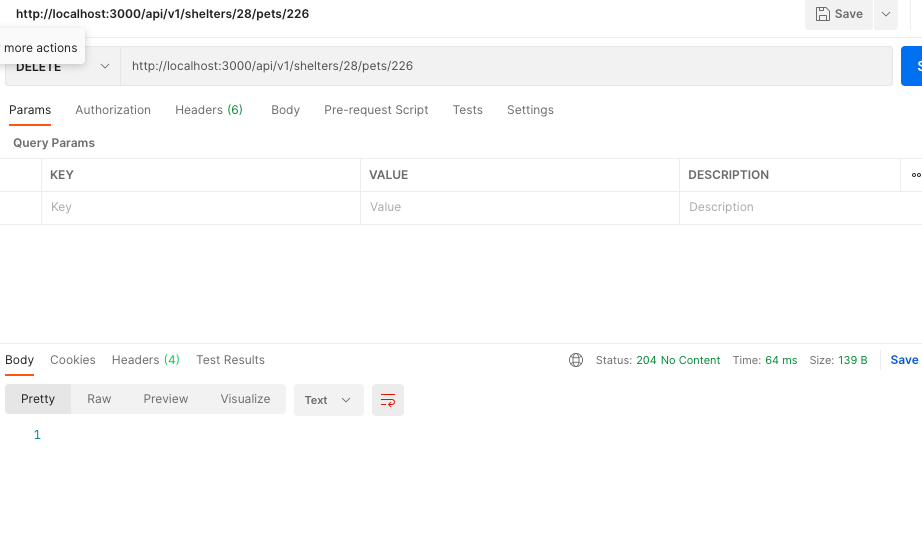 http://localhost:3000/api/v1/shelters/28/pets/226
Save
more actions
DELETE http://localhost:3000/api/v1/shelters/28/pets/226 S
Params Authorization Headers (6) Body Pre-request Script Tests Settings
Query Params
KEY VALUE DESCRIPTION
Key Value Description
Body Cookies Headers (4) Test Results Status: 204 No Content Time: 64 ms Size: 139 B Save
Pretty Raw Preview Visualize Text
1